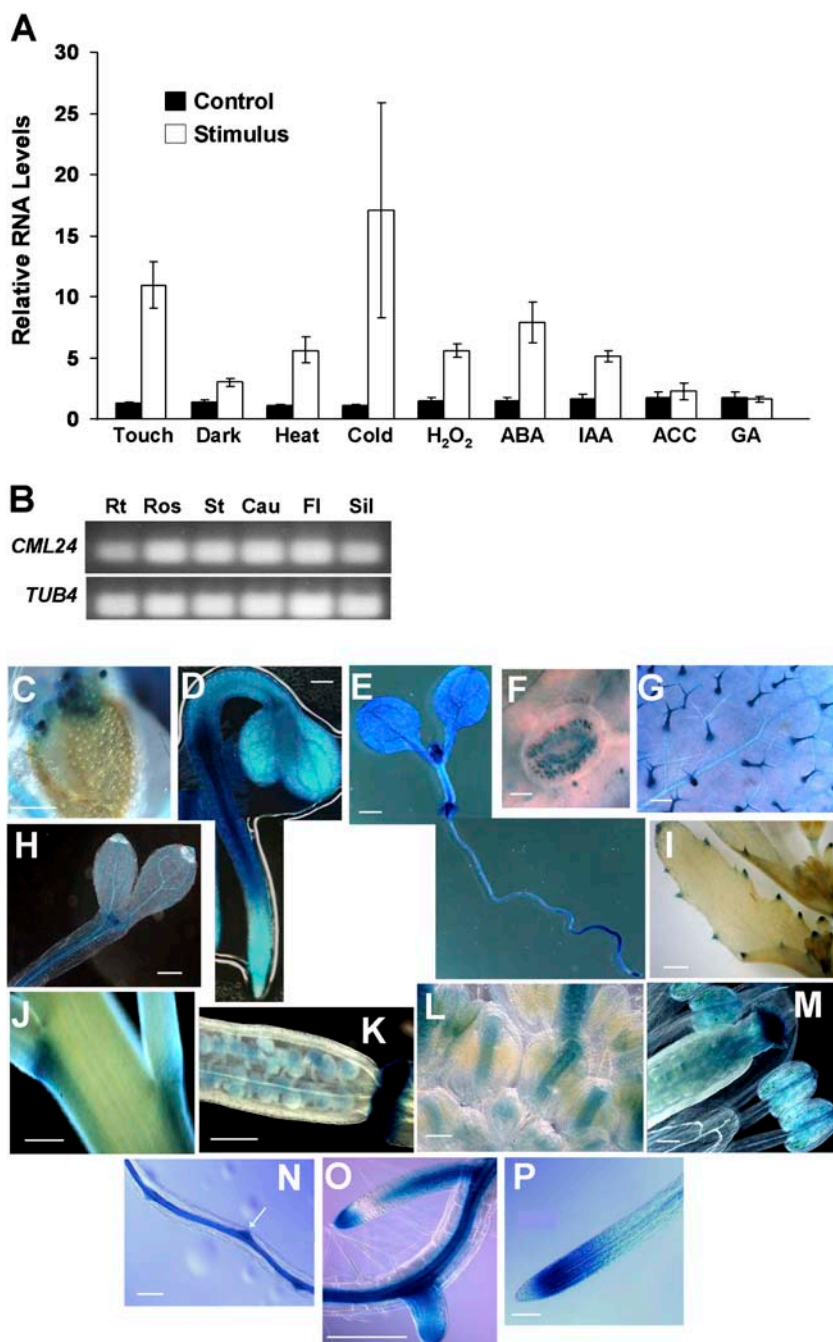 A
30
25
20
15
10
5
0
Relative RNA Levels
Control
Stimulus
Touch Dark Heat Cold H₂O₂ ABA IAA ACC GA
B
Rt Ros St Cau Fl Sil
CML24
TUB4
C D E F G
H I
J K L M
N O P